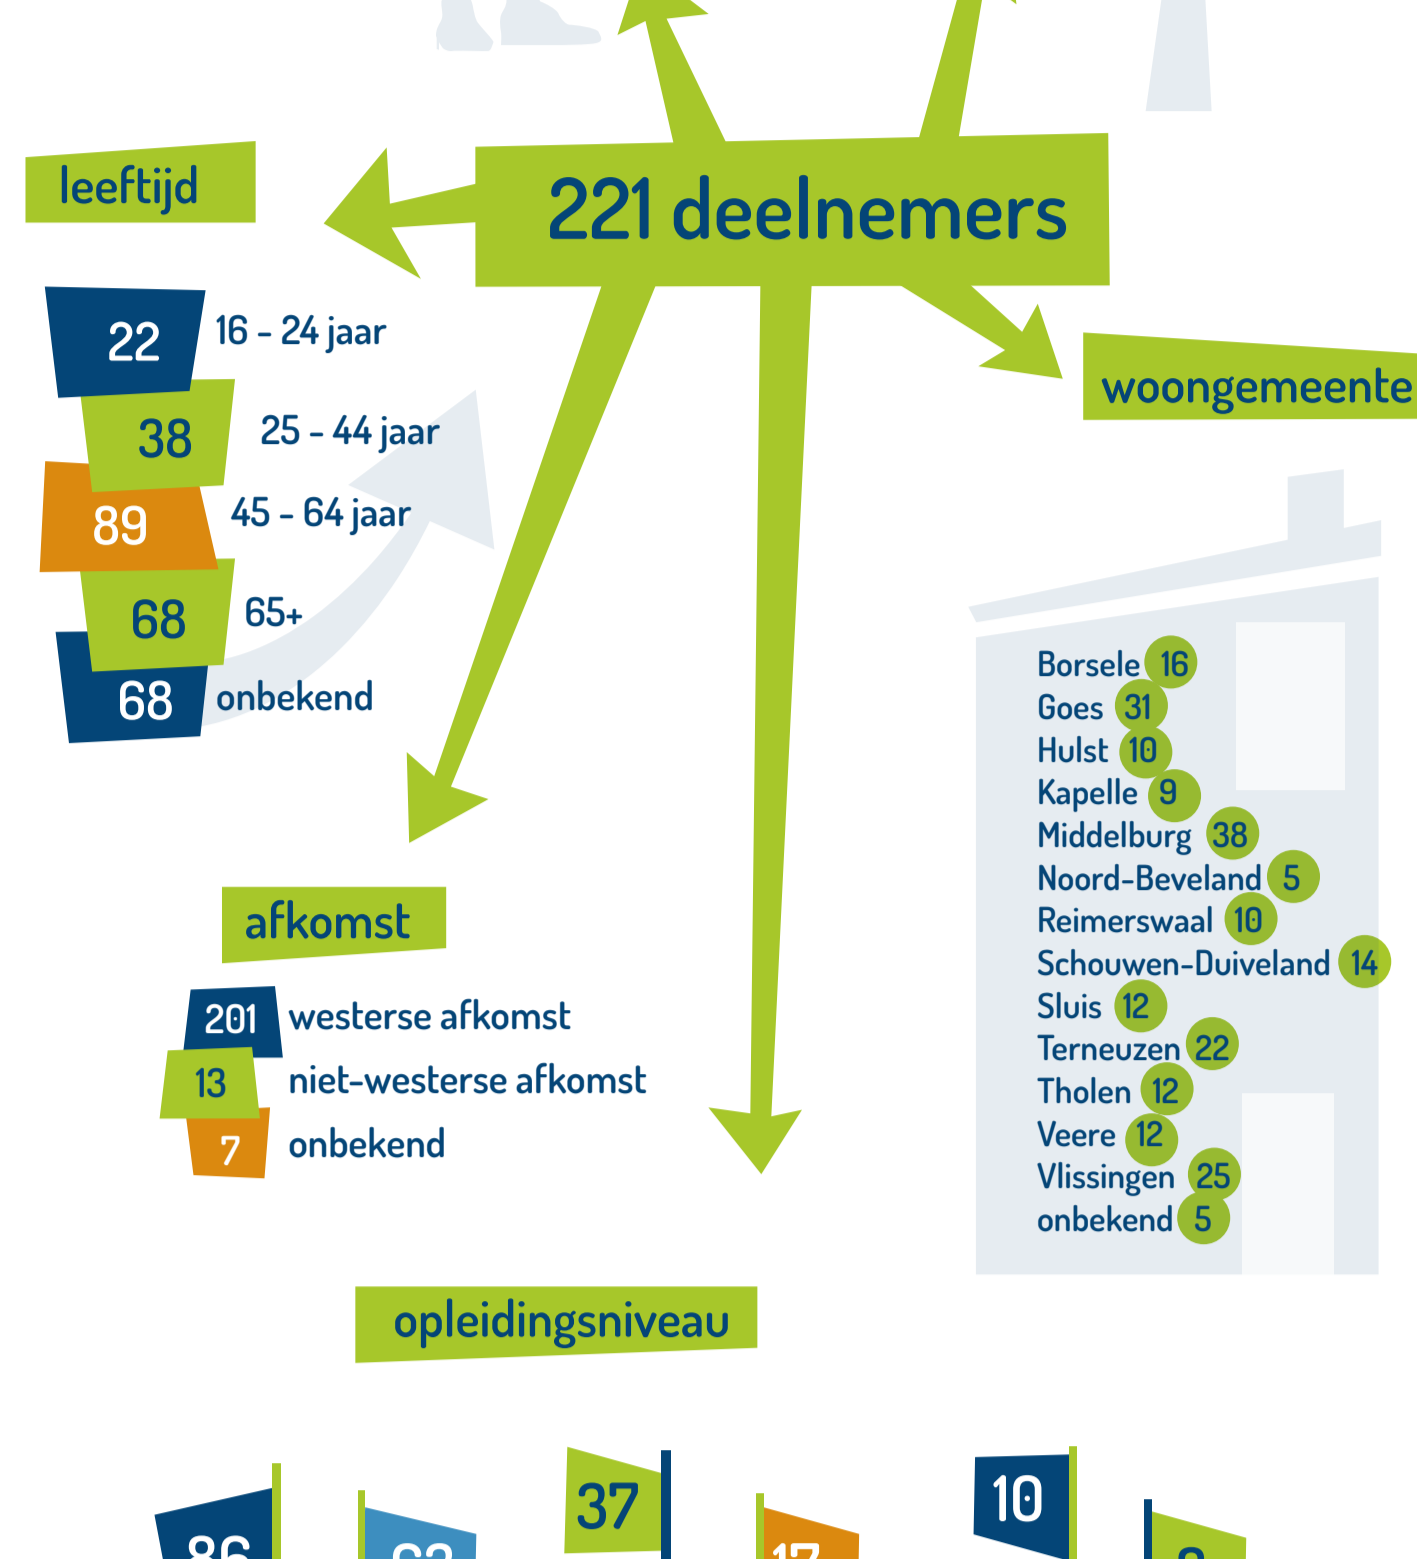 221 deelnemers
leeftijd
22 16 - 24 jaar
38 25 - 44 jaar
89 45 - 64 jaar
68 65+
68 onbekend
woongemeente
Borsele 16
Goes 31
Hulst 10
Kapelle 9
Middelburg 38
Noord-Beveland 5
Reimerswaal 10
Schouwen-Duiveland 14
Sluis 12
Terneuzen 22
Tholen 12
Veere 12
Vlissingen 25
onbekend 5
afkomst
201 westerse afkomst
13 niet-westerse afkomst
7 onbekend
opleidingsniveau
37
10
17